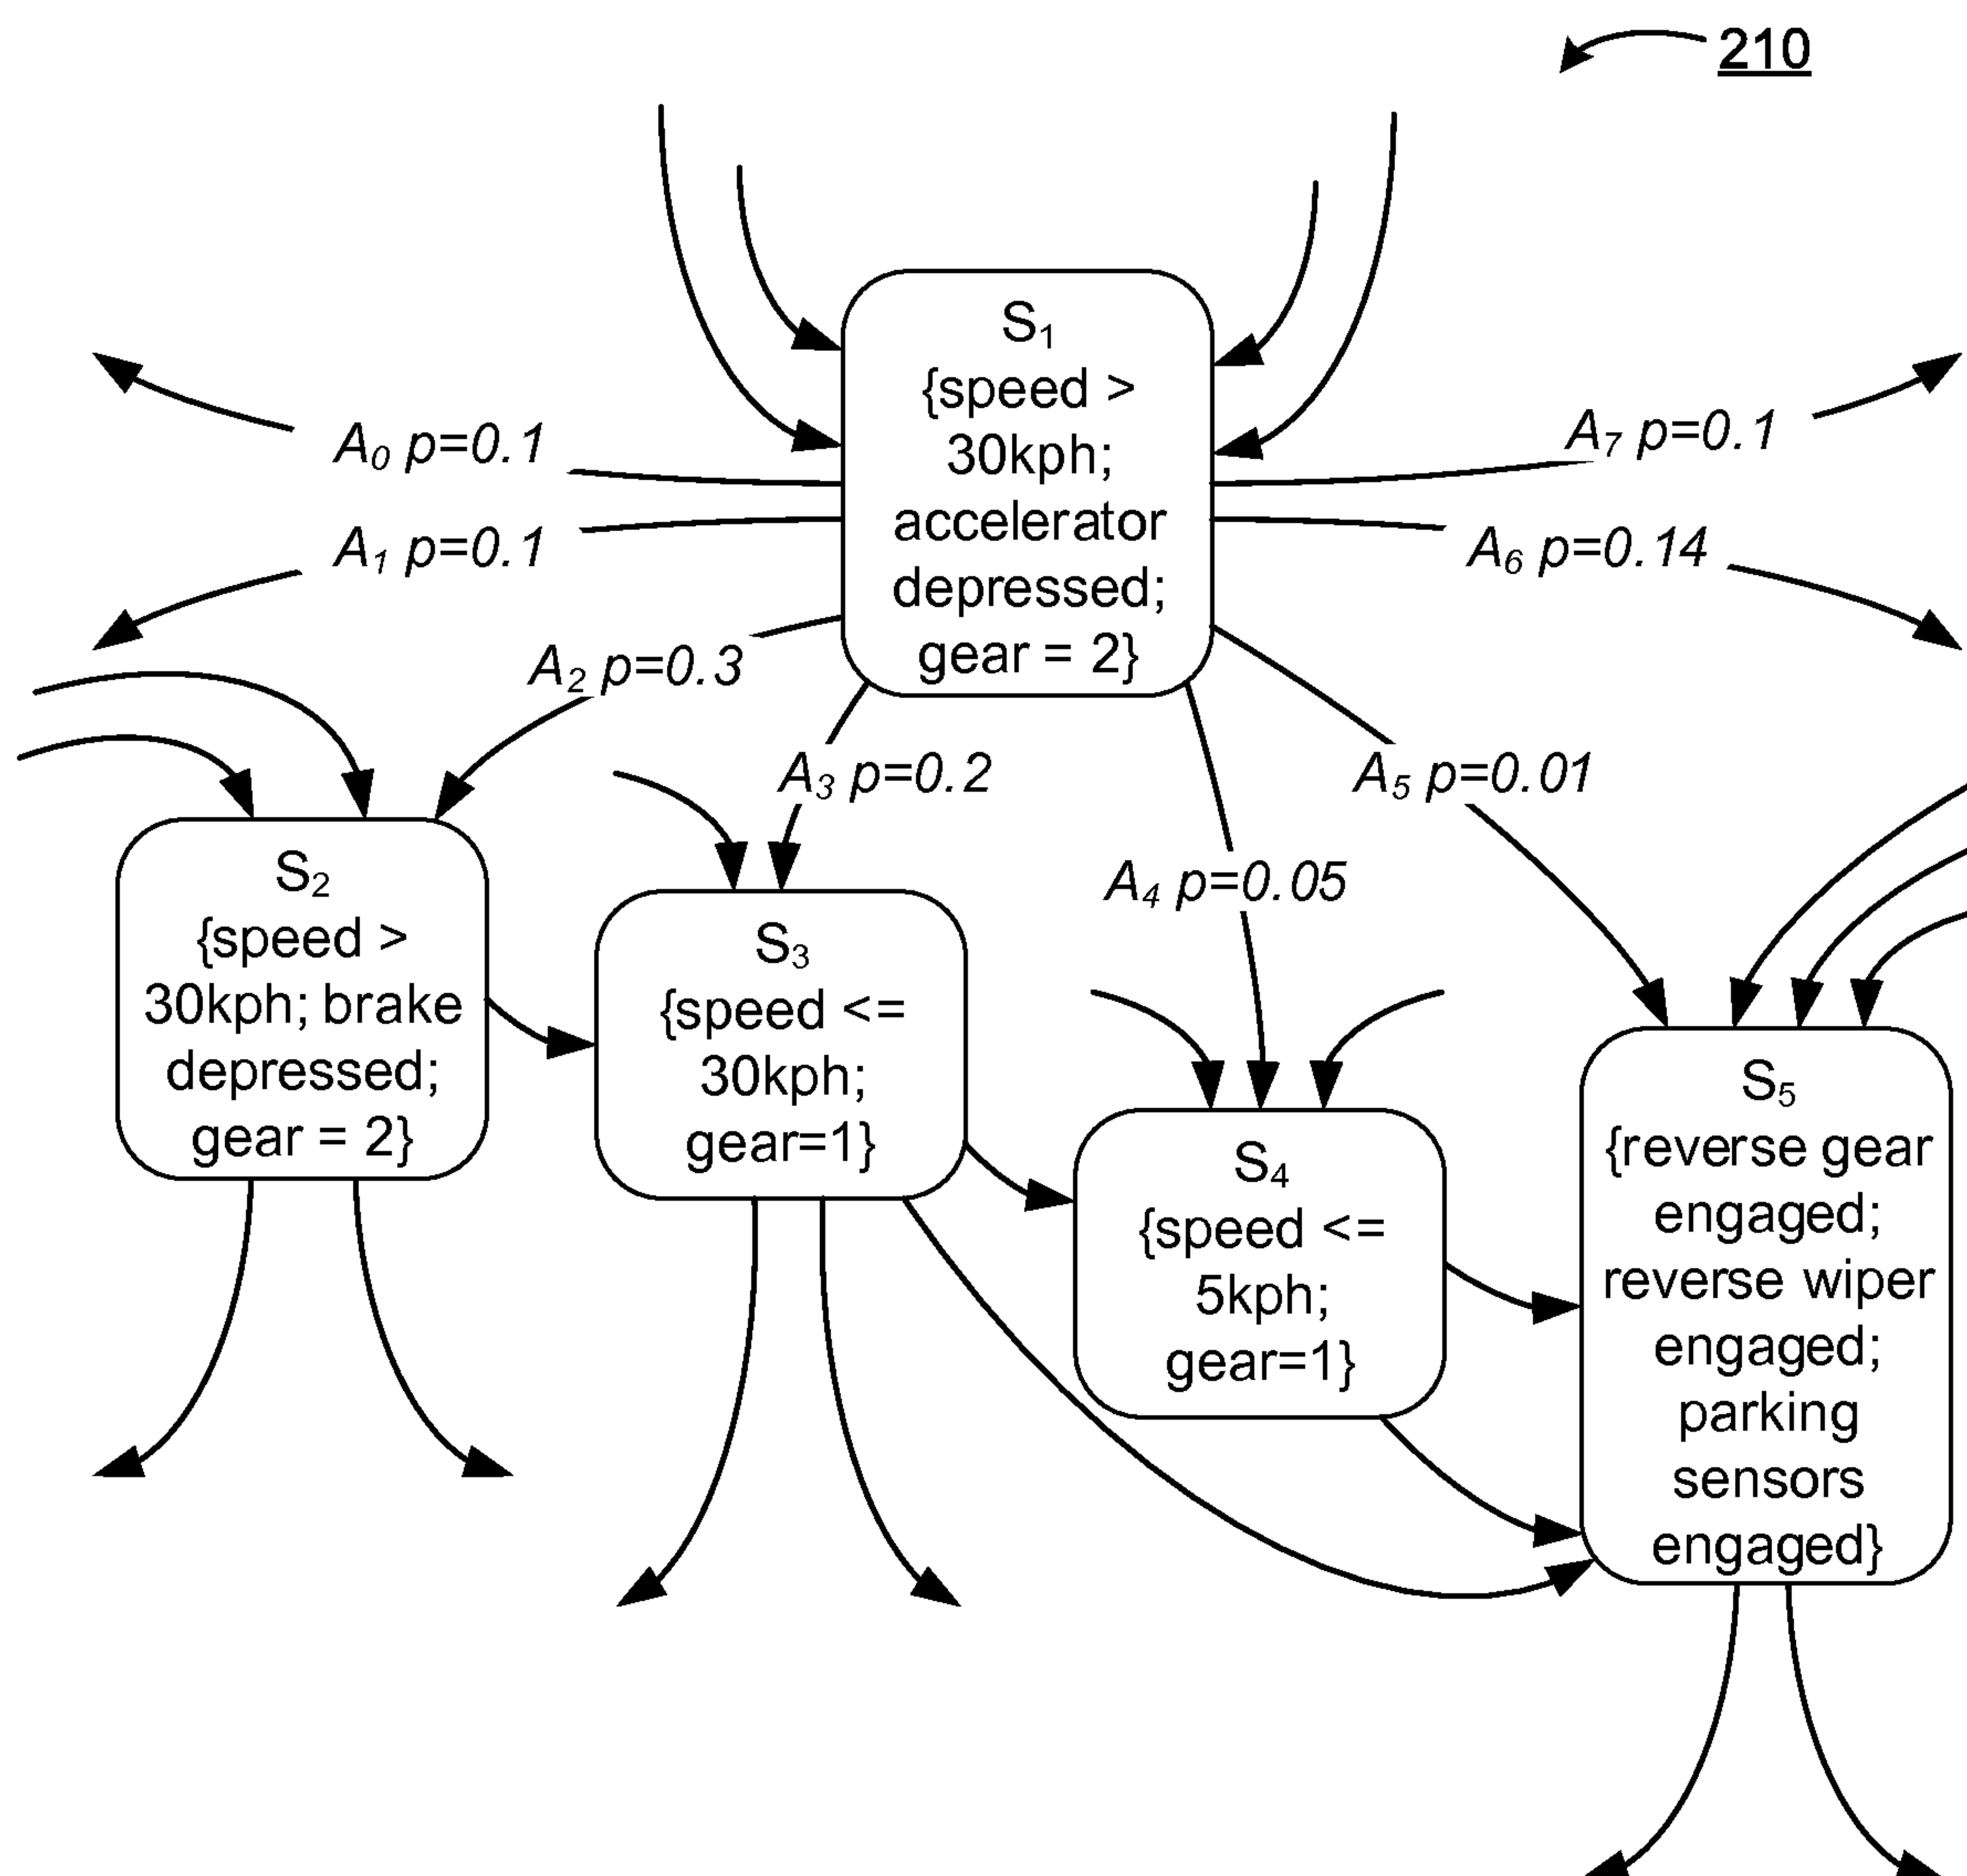 210
S1
{speed >
30kph;
accelerator
depressed;
gear = 2}
A0 p=0.1
A7 p=0.1
A1 p=0.1
A6 p=0.14
A2 p=0.3
A3 p=0.2
A5 p=0.01
A4 p=0.05
S2
{speed >
30kph; brake
depressed;
gear = 2}
S3
{speed <=
30kph;
gear=1}
S4
{speed <=
5kph;
gear=1}
S5
{reverse gear
engaged;
reverse wiper
engaged;
parking
sensors
engaged}